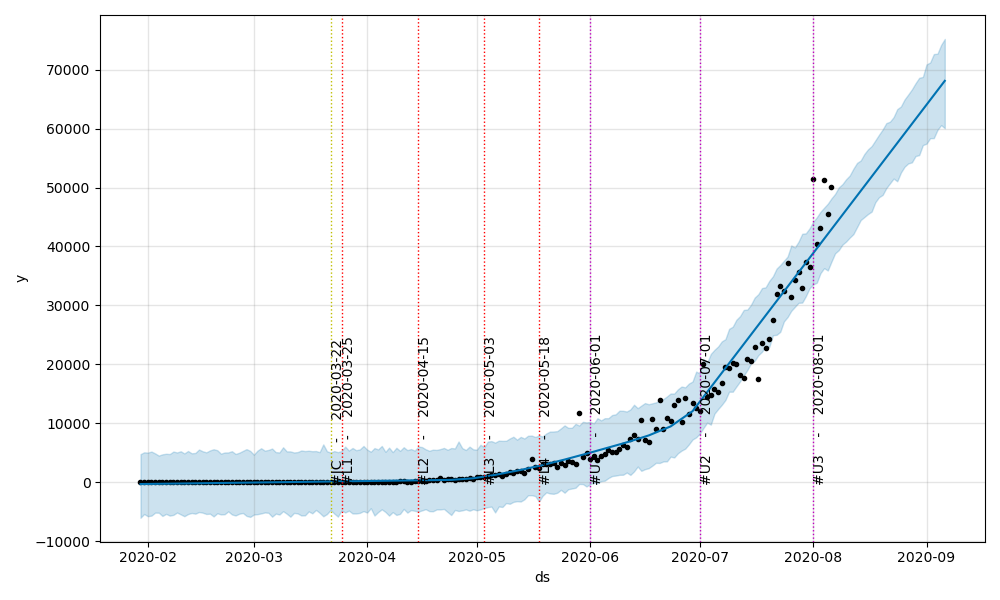 70000
60000
50000
40000
30000
20000
10000
0
−10000
y
#JC - 2020-03-22
#L1 - 2020-03-25
#L2 - 2020-04-15
#L3 - 2020-05-03
#L4 - 2020-05-18
#U1 - 2020-06-01
#U2 - 2020-07-01
#U3 - 2020-08-01
2020-02 2020-03 2020-04 2020-05 2020-06 2020-07 2020-08 2020-09
ds